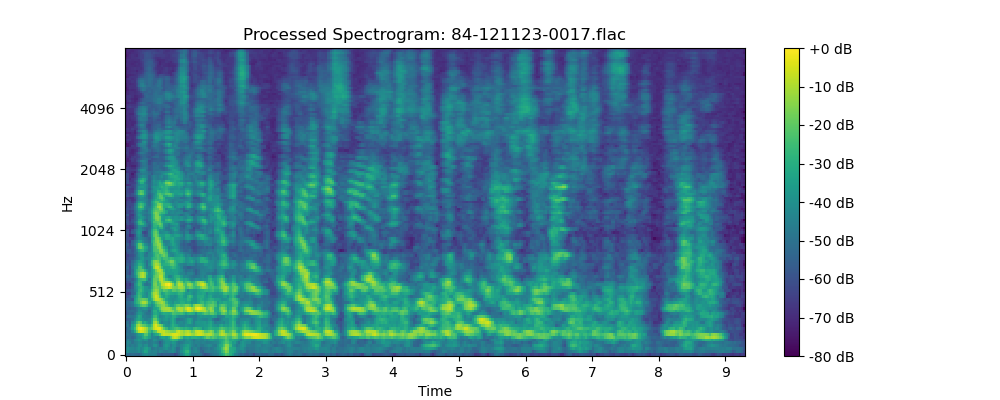 Processed Spectrogram: 84-121123-0017.flac
Hz
4096
2048
1024
512
0
0 1 2 3 4 5 6 7 8 9
Time
+0 dB
-10 dB
-20 dB
-30 dB
-40 dB
-50 dB
-60 dB
-70 dB
-80 dB